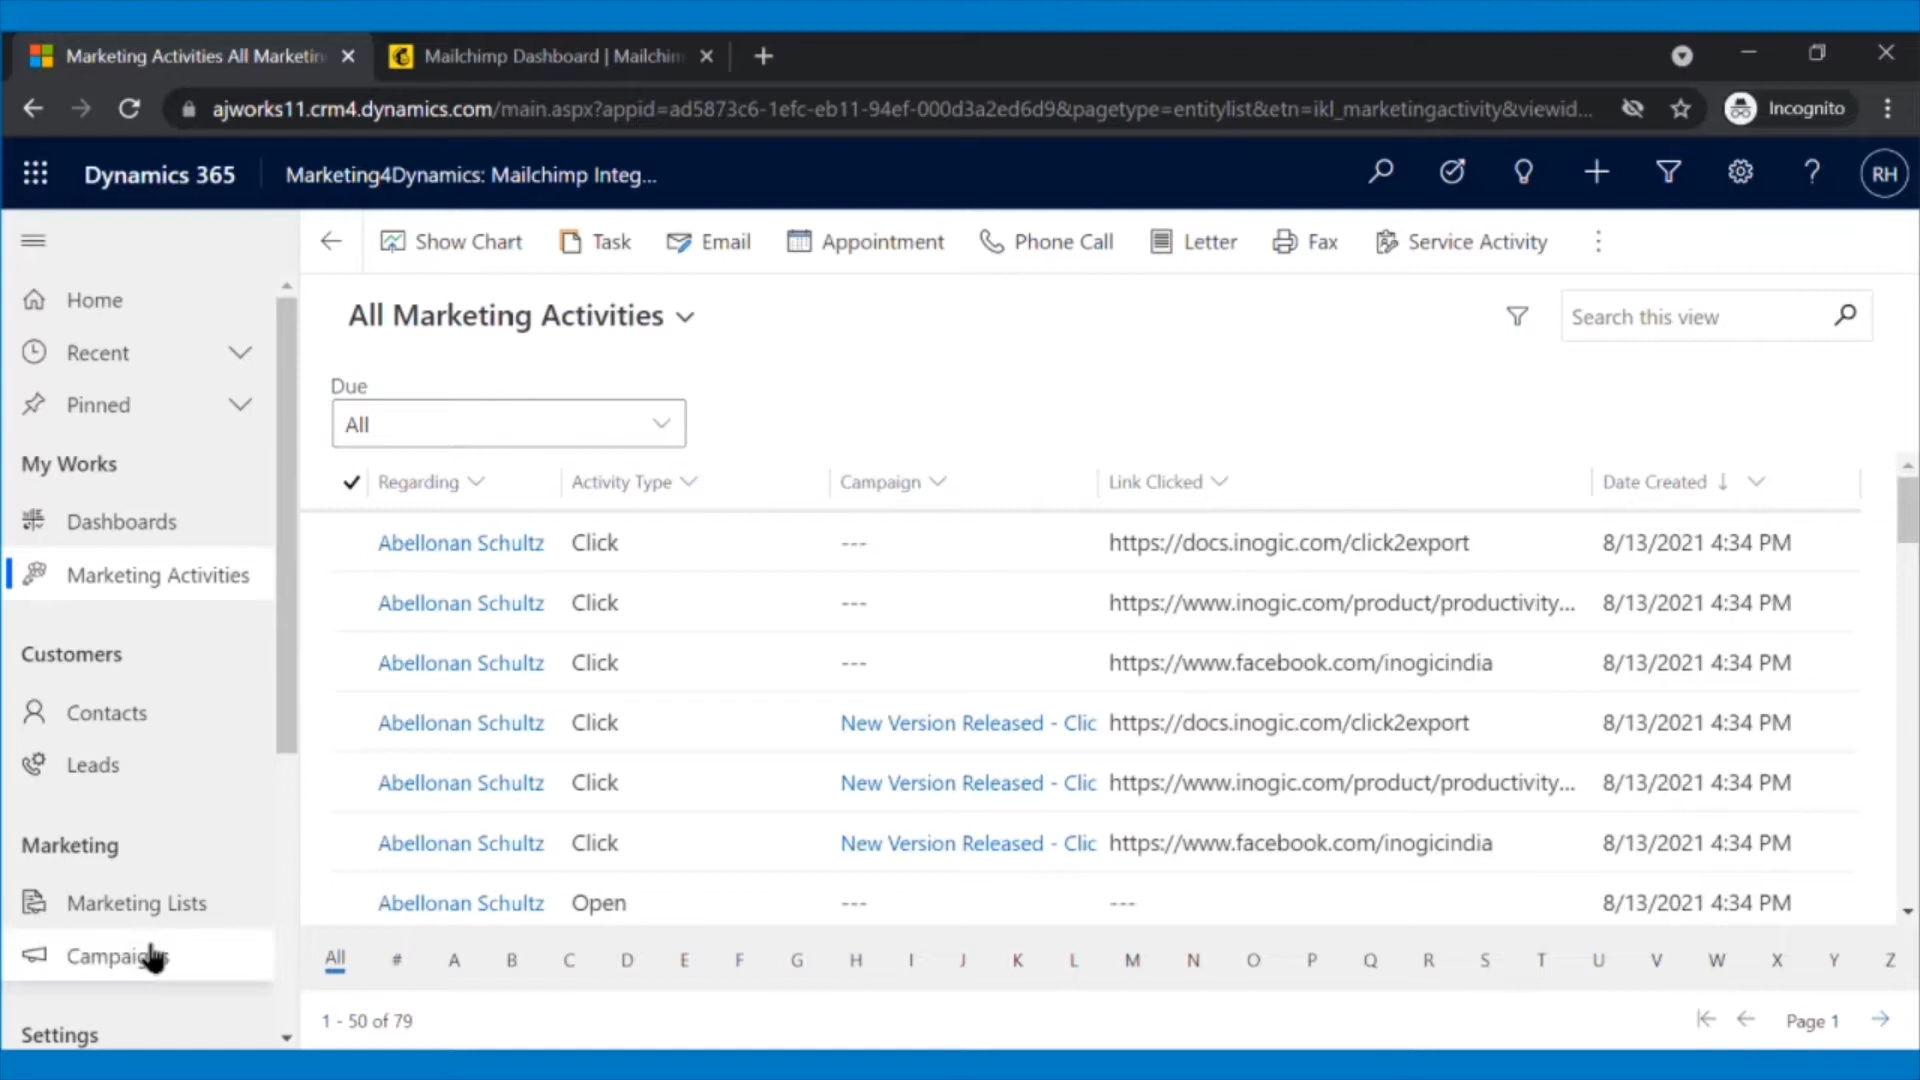 Marketing Activities All Marketin
Mailchimp Dashboard | Mailchim
ajworks11.crm4.dynamics.com/main.aspx?appid=ad5873c6-1efc-eb11-94ef-000d3a2ed6d9&pagetype=entitylist&etn=ikl_marketingactivity&viewid...
Incognito
Dynamics 365
Marketing4Dynamics: Mailchimp Integ...
RH
Show Chart
Task
Email
Appointment
Phone Call
Letter
Fax
Service Activity
Home
Recent
Pinned
My Works
Dashboards
Marketing Activities
Customers
Contacts
Leads
Marketing
Marketing Lists
Campaigns
Settings
All Marketing Activities
Search this view
Due
All
Regarding Activity Type Campaign Link Clicked Date Created
Abellonan Schultz Click --- https://docs.inogic.com/click2export 8/13/2021 4:34 PM
Abellonan Schultz Click --- https://www.inogic.com/product/productivity... 8/13/2021 4:34 PM
Abellonan Schultz Click --- https://www.facebook.com/inogicindia 8/13/2021 4:34 PM
Abellonan Schultz Click New Version Released - Clic https://docs.inogic.com/click2export 8/13/2021 4:34 PM
Abellonan Schultz Click New Version Released - Clic https://www.inogic.com/product/productivity... 8/13/2021 4:34 PM
Abellonan Schultz Click New Version Released - Clic https://www.facebook.com/inogicindia 8/13/2021 4:34 PM
Abellonan Schultz Open --- --- 8/13/2021 4:34 PM
All # A B C D E F G H I J K L M N O P Q R S T U V W X Y Z
1 - 50 of 79
Page 1